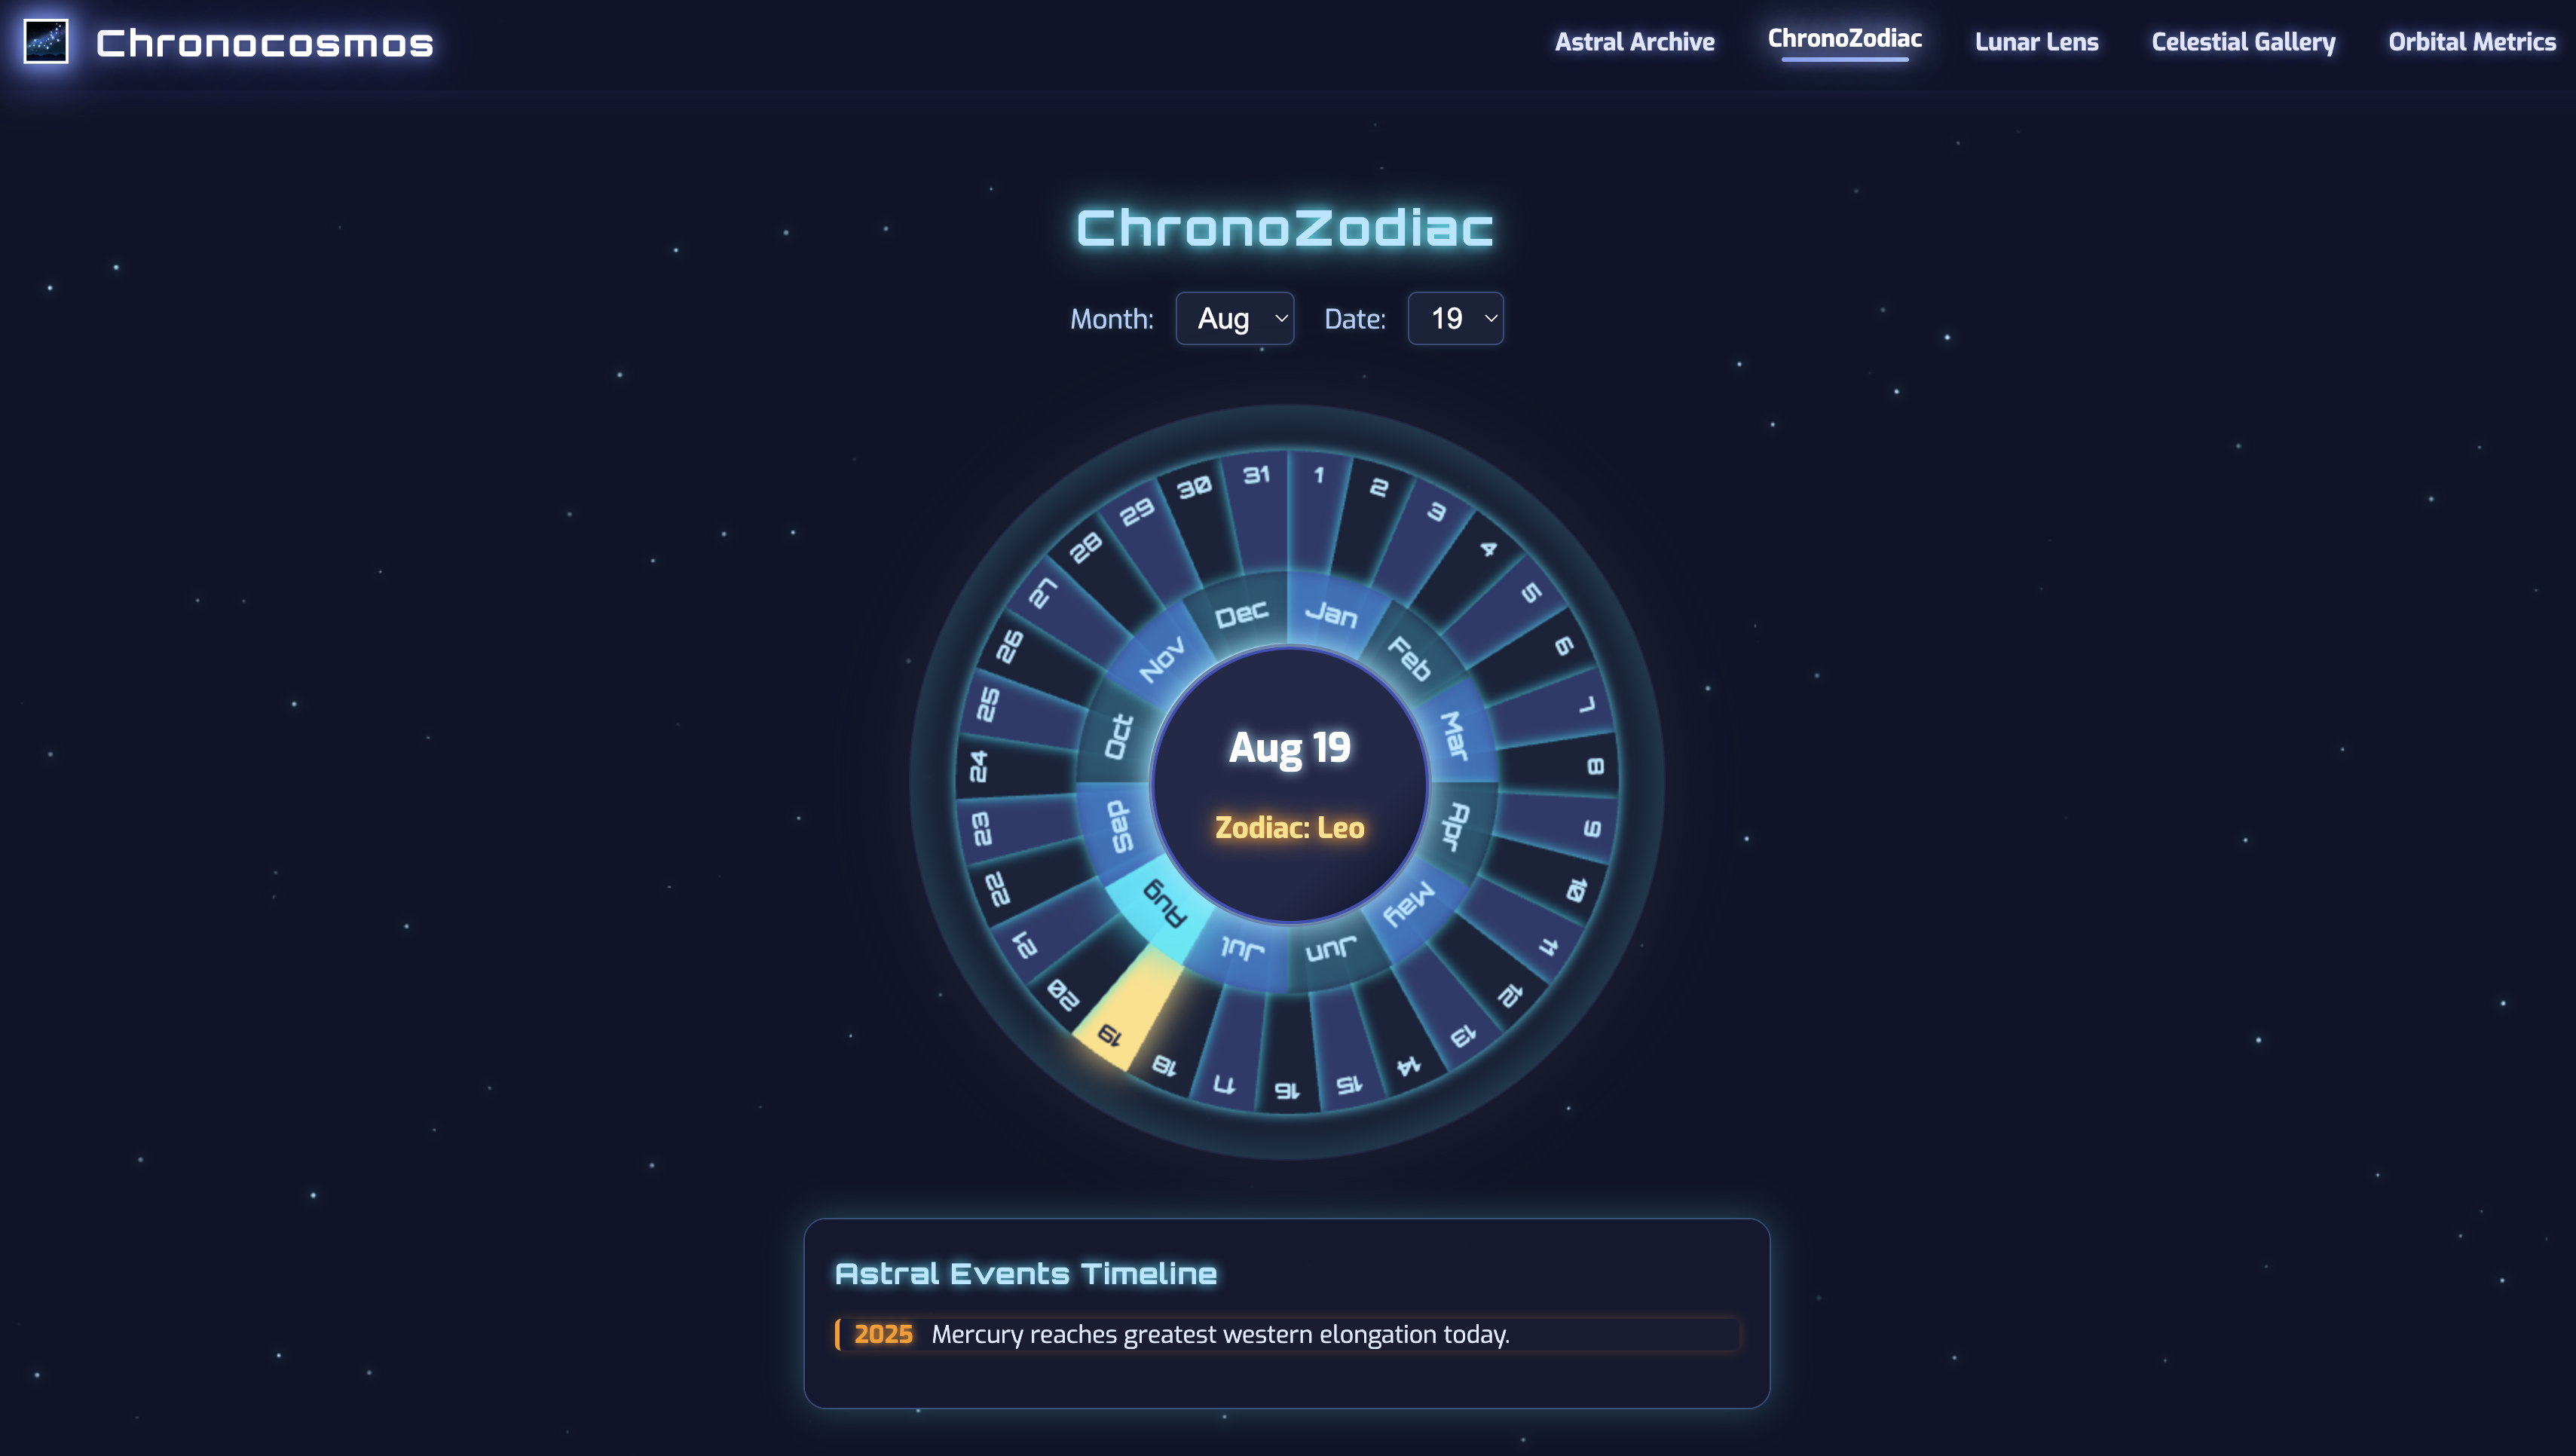 Chronocosmos
Astral Archive ChronoZodiac Lunar Lens Celestial Gallery Orbital Metrics
ChronoZodiac
Month: Aug Date: 19
1
2
3
4
5
6
7
8
9
10
11
12
13
14
15
16
17
18
19
20
21
22
23
24
25
26
27
28
29
30
31
Jan
Feb
Mar
Apr
May
Jun
Jul
Aug
Sep
Oct
Nov
Dec
Aug 19
Zodiac: Leo
Astral Events Timeline
2025 Mercury reaches greatest western elongation today.